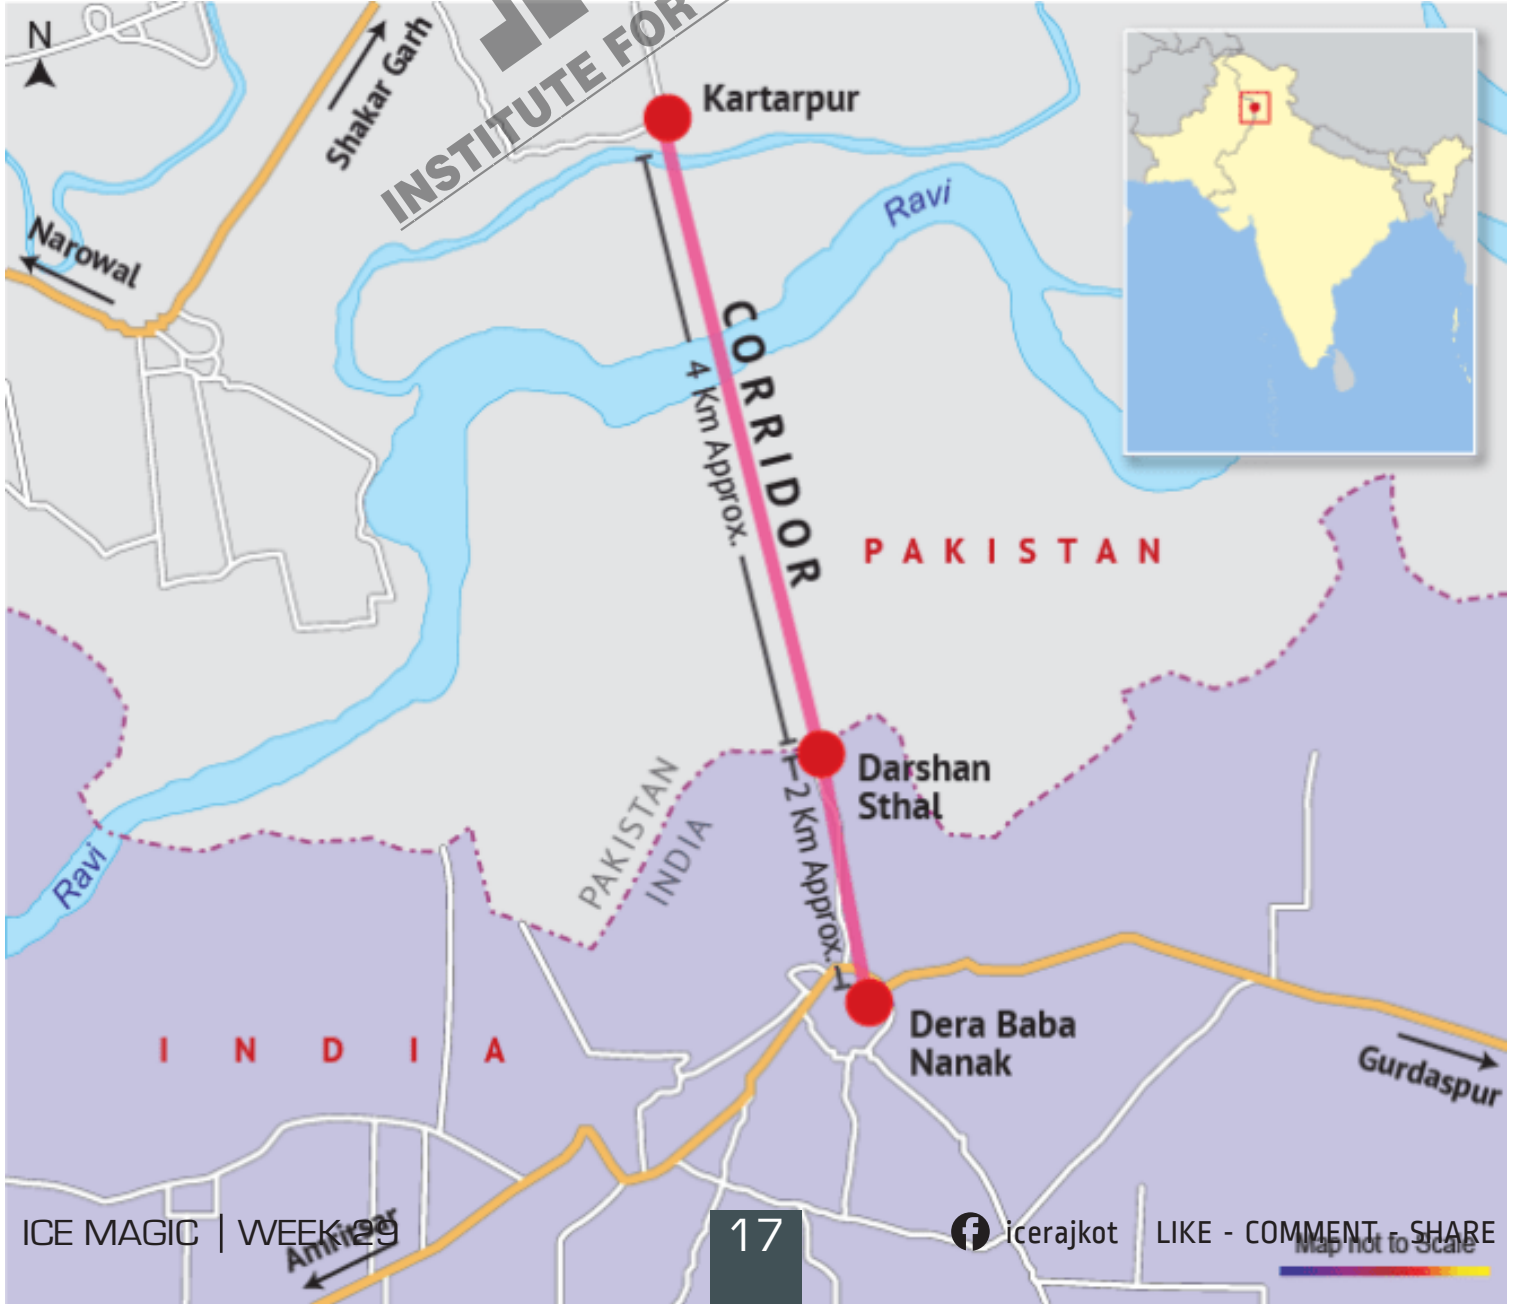 N
Shakar Garh
INSTITUTE FOR
Kartarpur
Narowal
Ravi
CORRIDOR
4 Km Approx.
PAKISTAN
Darshan
Sthal
PAKISTAN
INDIA
2 Km Approx.
Ravi
INDIA
Dera Baba
Nanak
Gurdaspur
Amritsar
ICE MAGIC | WEEK-29
17
icerajkot LIKE - COMMENT - SHARE
Map not to Scale